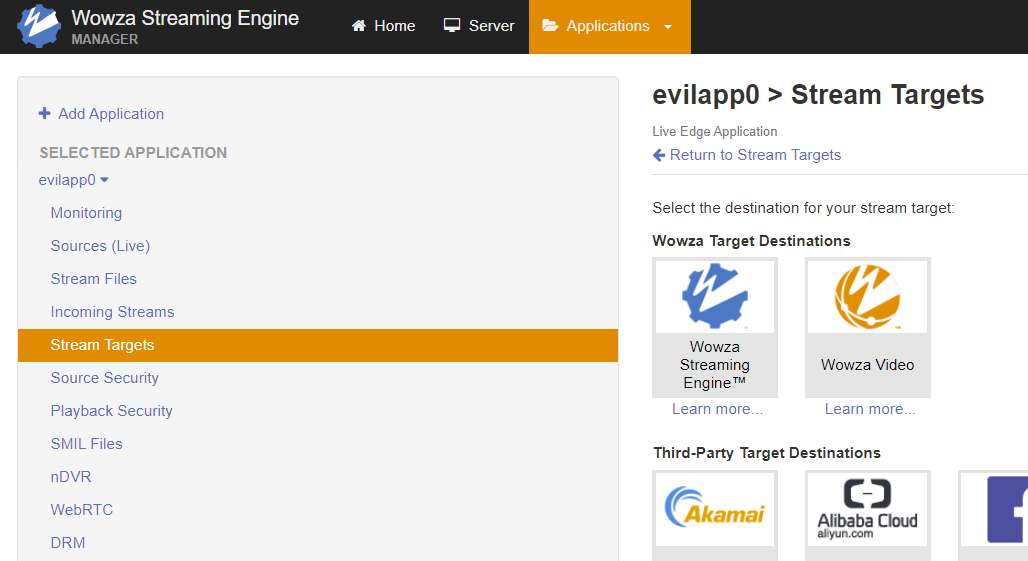 Wowza Streaming Engine
MANAGER
Home
Server
Applications
Add Application
SELECTED APPLICATION
evilapp0
Monitoring
Sources (Live)
Stream Files
Incoming Streams
Stream Targets
Source Security
Playback Security
SMIL Files
nDVR
WebRTC
DRM
evilapp0 > Stream Targets
Live Edge Application
Return to Stream Targets
Select the destination for your stream target:
Wowza Target Destinations
Wowza
Streaming
Engine™
Wowza Video
Learn more...
Learn more...
Third-Party Target Destinations
Akamai
Alibaba Cloud
aliyun.com